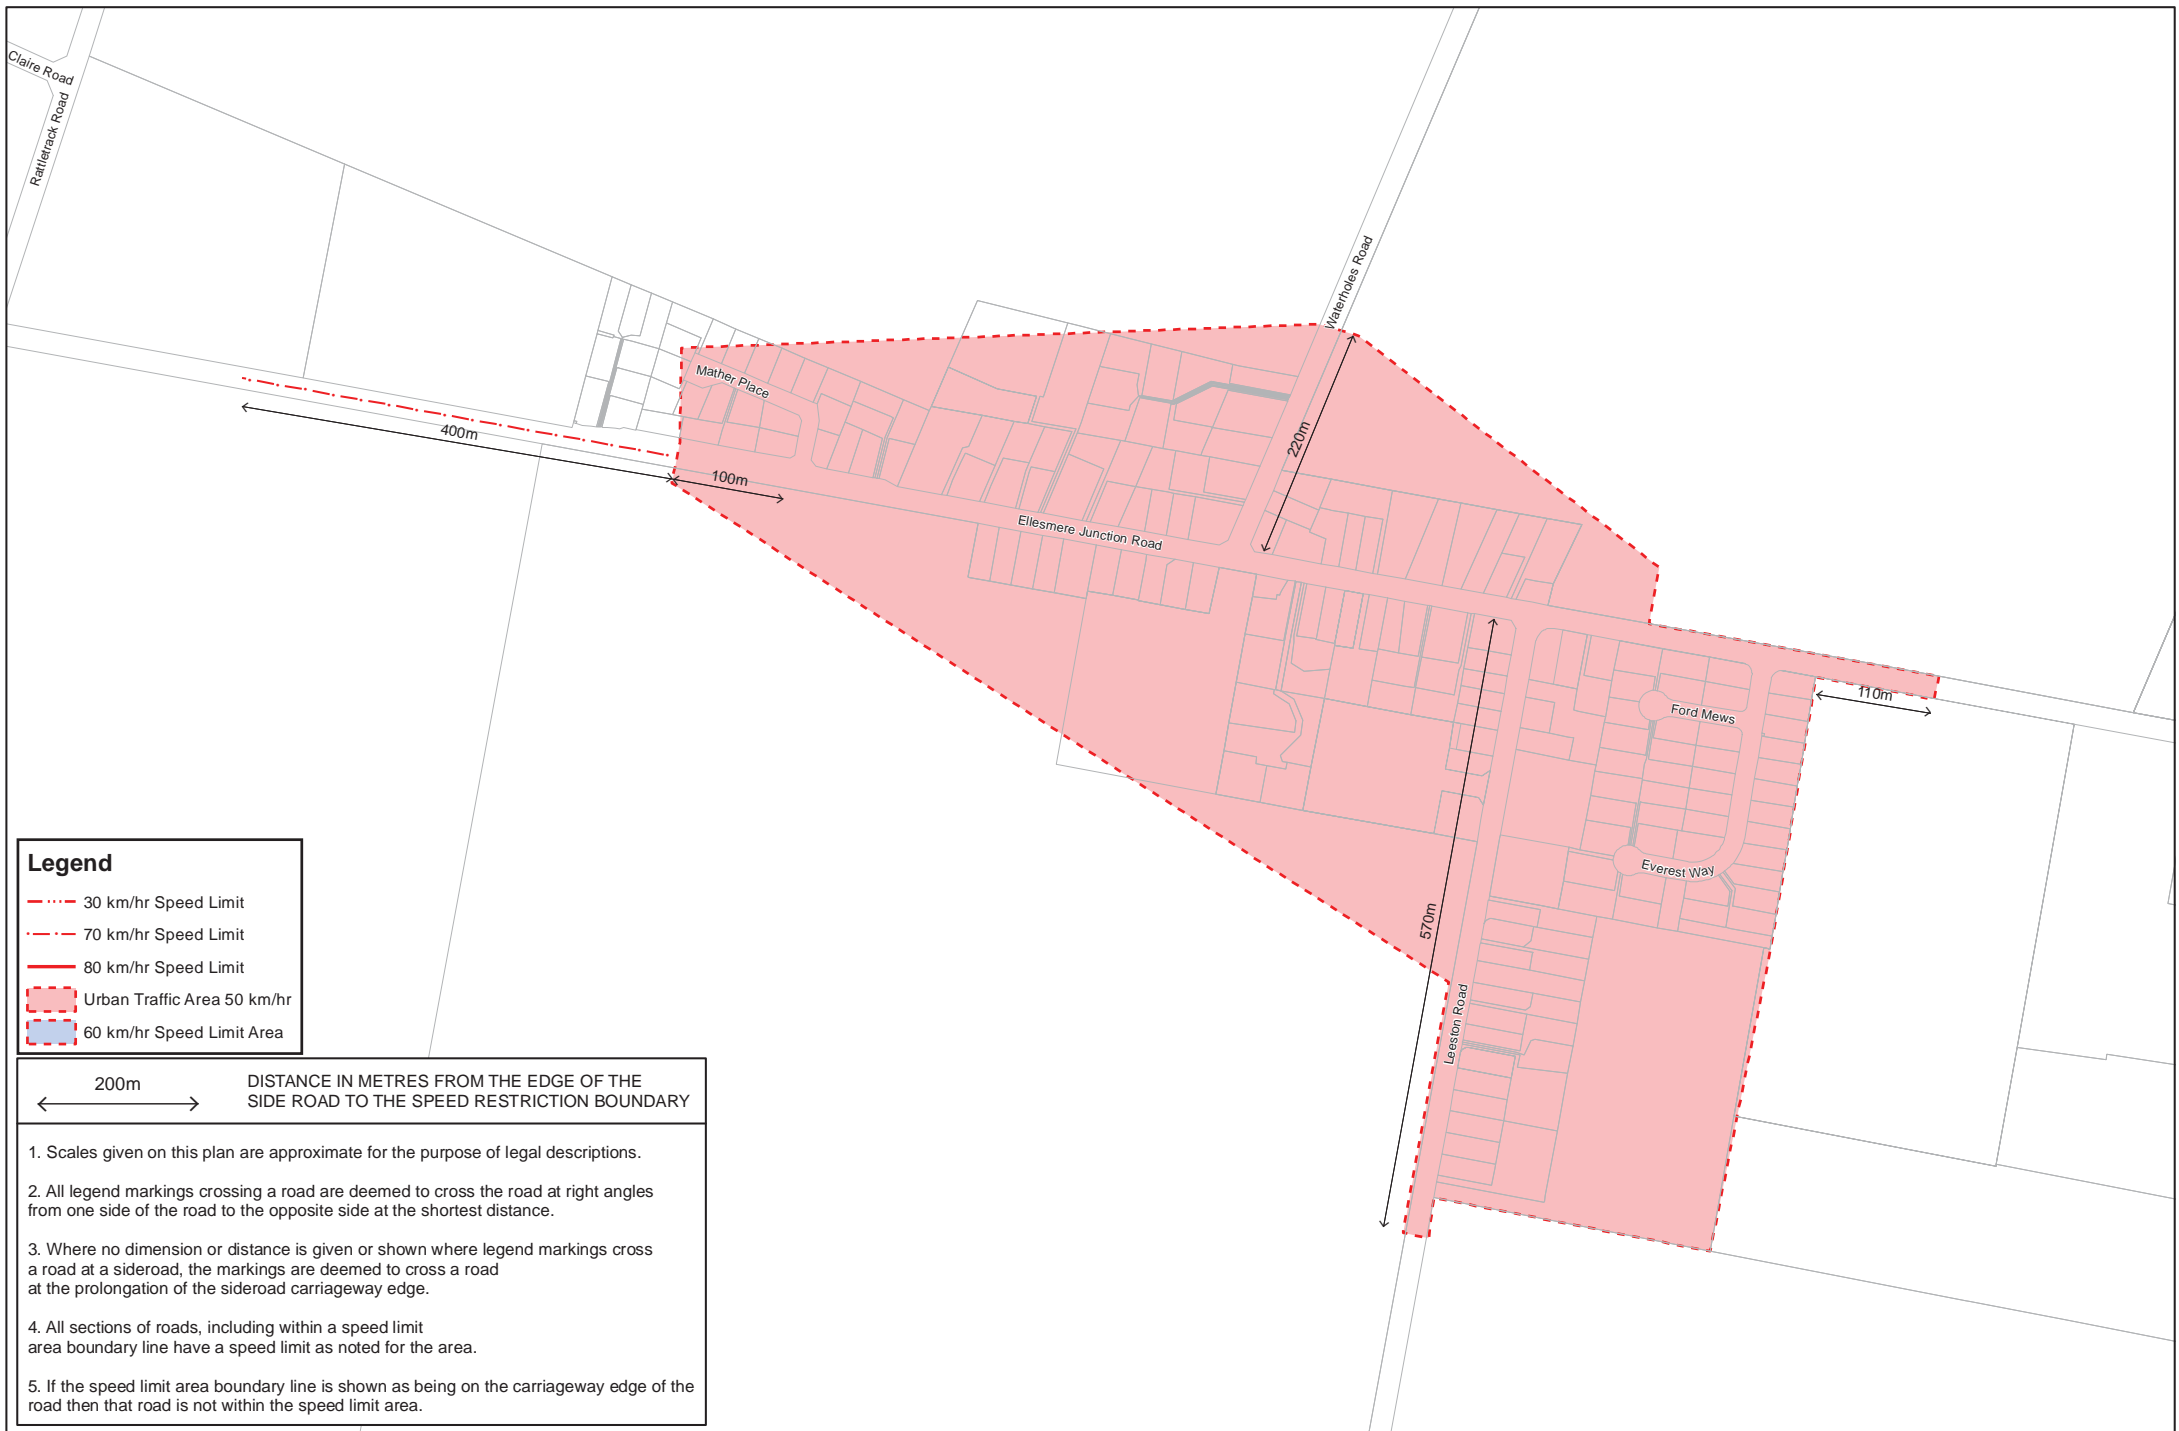 Claire Road
Rattletrack Road
Waterholes Road
Mather Place
400m
100m
220m
Ellesmere Junction Road
110m
Ford Mews
Everest Way
570m
Leeston Road
Legend
30 km/hr Speed Limit
70 km/hr Speed Limit
80 km/hr Speed Limit
Urban Traffic Area 50 km/hr
60 km/hr Speed Limit Area
200m
DISTANCE IN METRES FROM THE EDGE OF THE
SIDE ROAD TO THE SPEED RESTRICTION BOUNDARY
1. Scales given on this plan are approximate for the purpose of legal descriptions.
2. All legend markings crossing a road are deemed to cross the road at right angles
from one side of the road to the opposite side at the shortest distance.
3. Where no dimension or distance is given or shown where legend markings cross
a road at a sideroad, the markings are deemed to cross a road
at the prolongation of the sideroad carriageway edge.
4. All sections of roads, including within a speed limit
area boundary line have a speed limit as noted for the area.
5. If the speed limit area boundary line is shown as being on the carriageway edge of the
road then that road is not within the speed limit area.